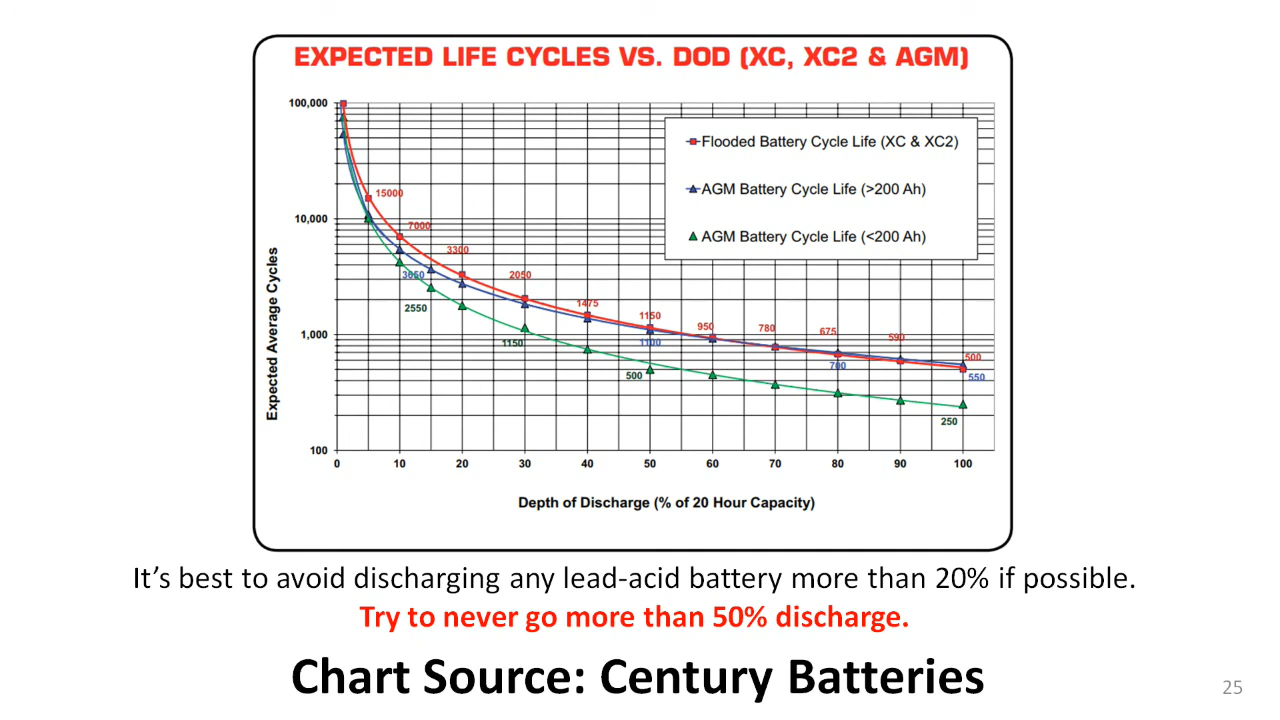 EXPECTED LIFE CYCLES VS. DOD (XC, XC2 & AGM)
100,000
10,000
1,000
100
Expected Average Cycles
Flooded Battery Cycle Life (XC & XC2)
AGM Battery Cycle Life (>200 Ah)
AGM Battery Cycle Life (<200 Ah)
15000
7000
3300
2050
1475
1150
950
780
675
590
500
3650
1100
700
550
2550
1150
500
250
0 10 20 30 40 50 60 70 80 90 100
Depth of Discharge (% of 20 Hour Capacity)
It’s best to avoid discharging any lead-acid battery more than 20% if possible.
Try to never go more than 50% discharge.
Chart Source: Century Batteries
25